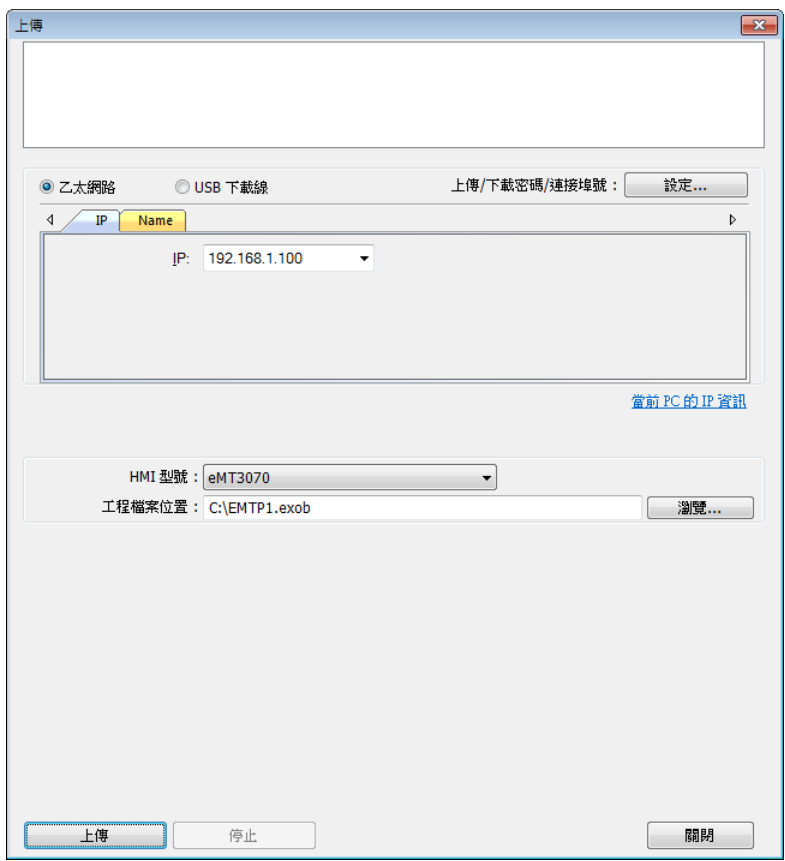 上傳
乙太網路 USB 下載線 上傳/下載密碼/連接埠號： 設定...
IP Name
IP: 192.168.1.100
當前 PC 的 IP 資訊
HMI 型號： eMT3070
工程檔案位置： C:\EMTP1.exob 瀏覽...
上傳 停止 關閉